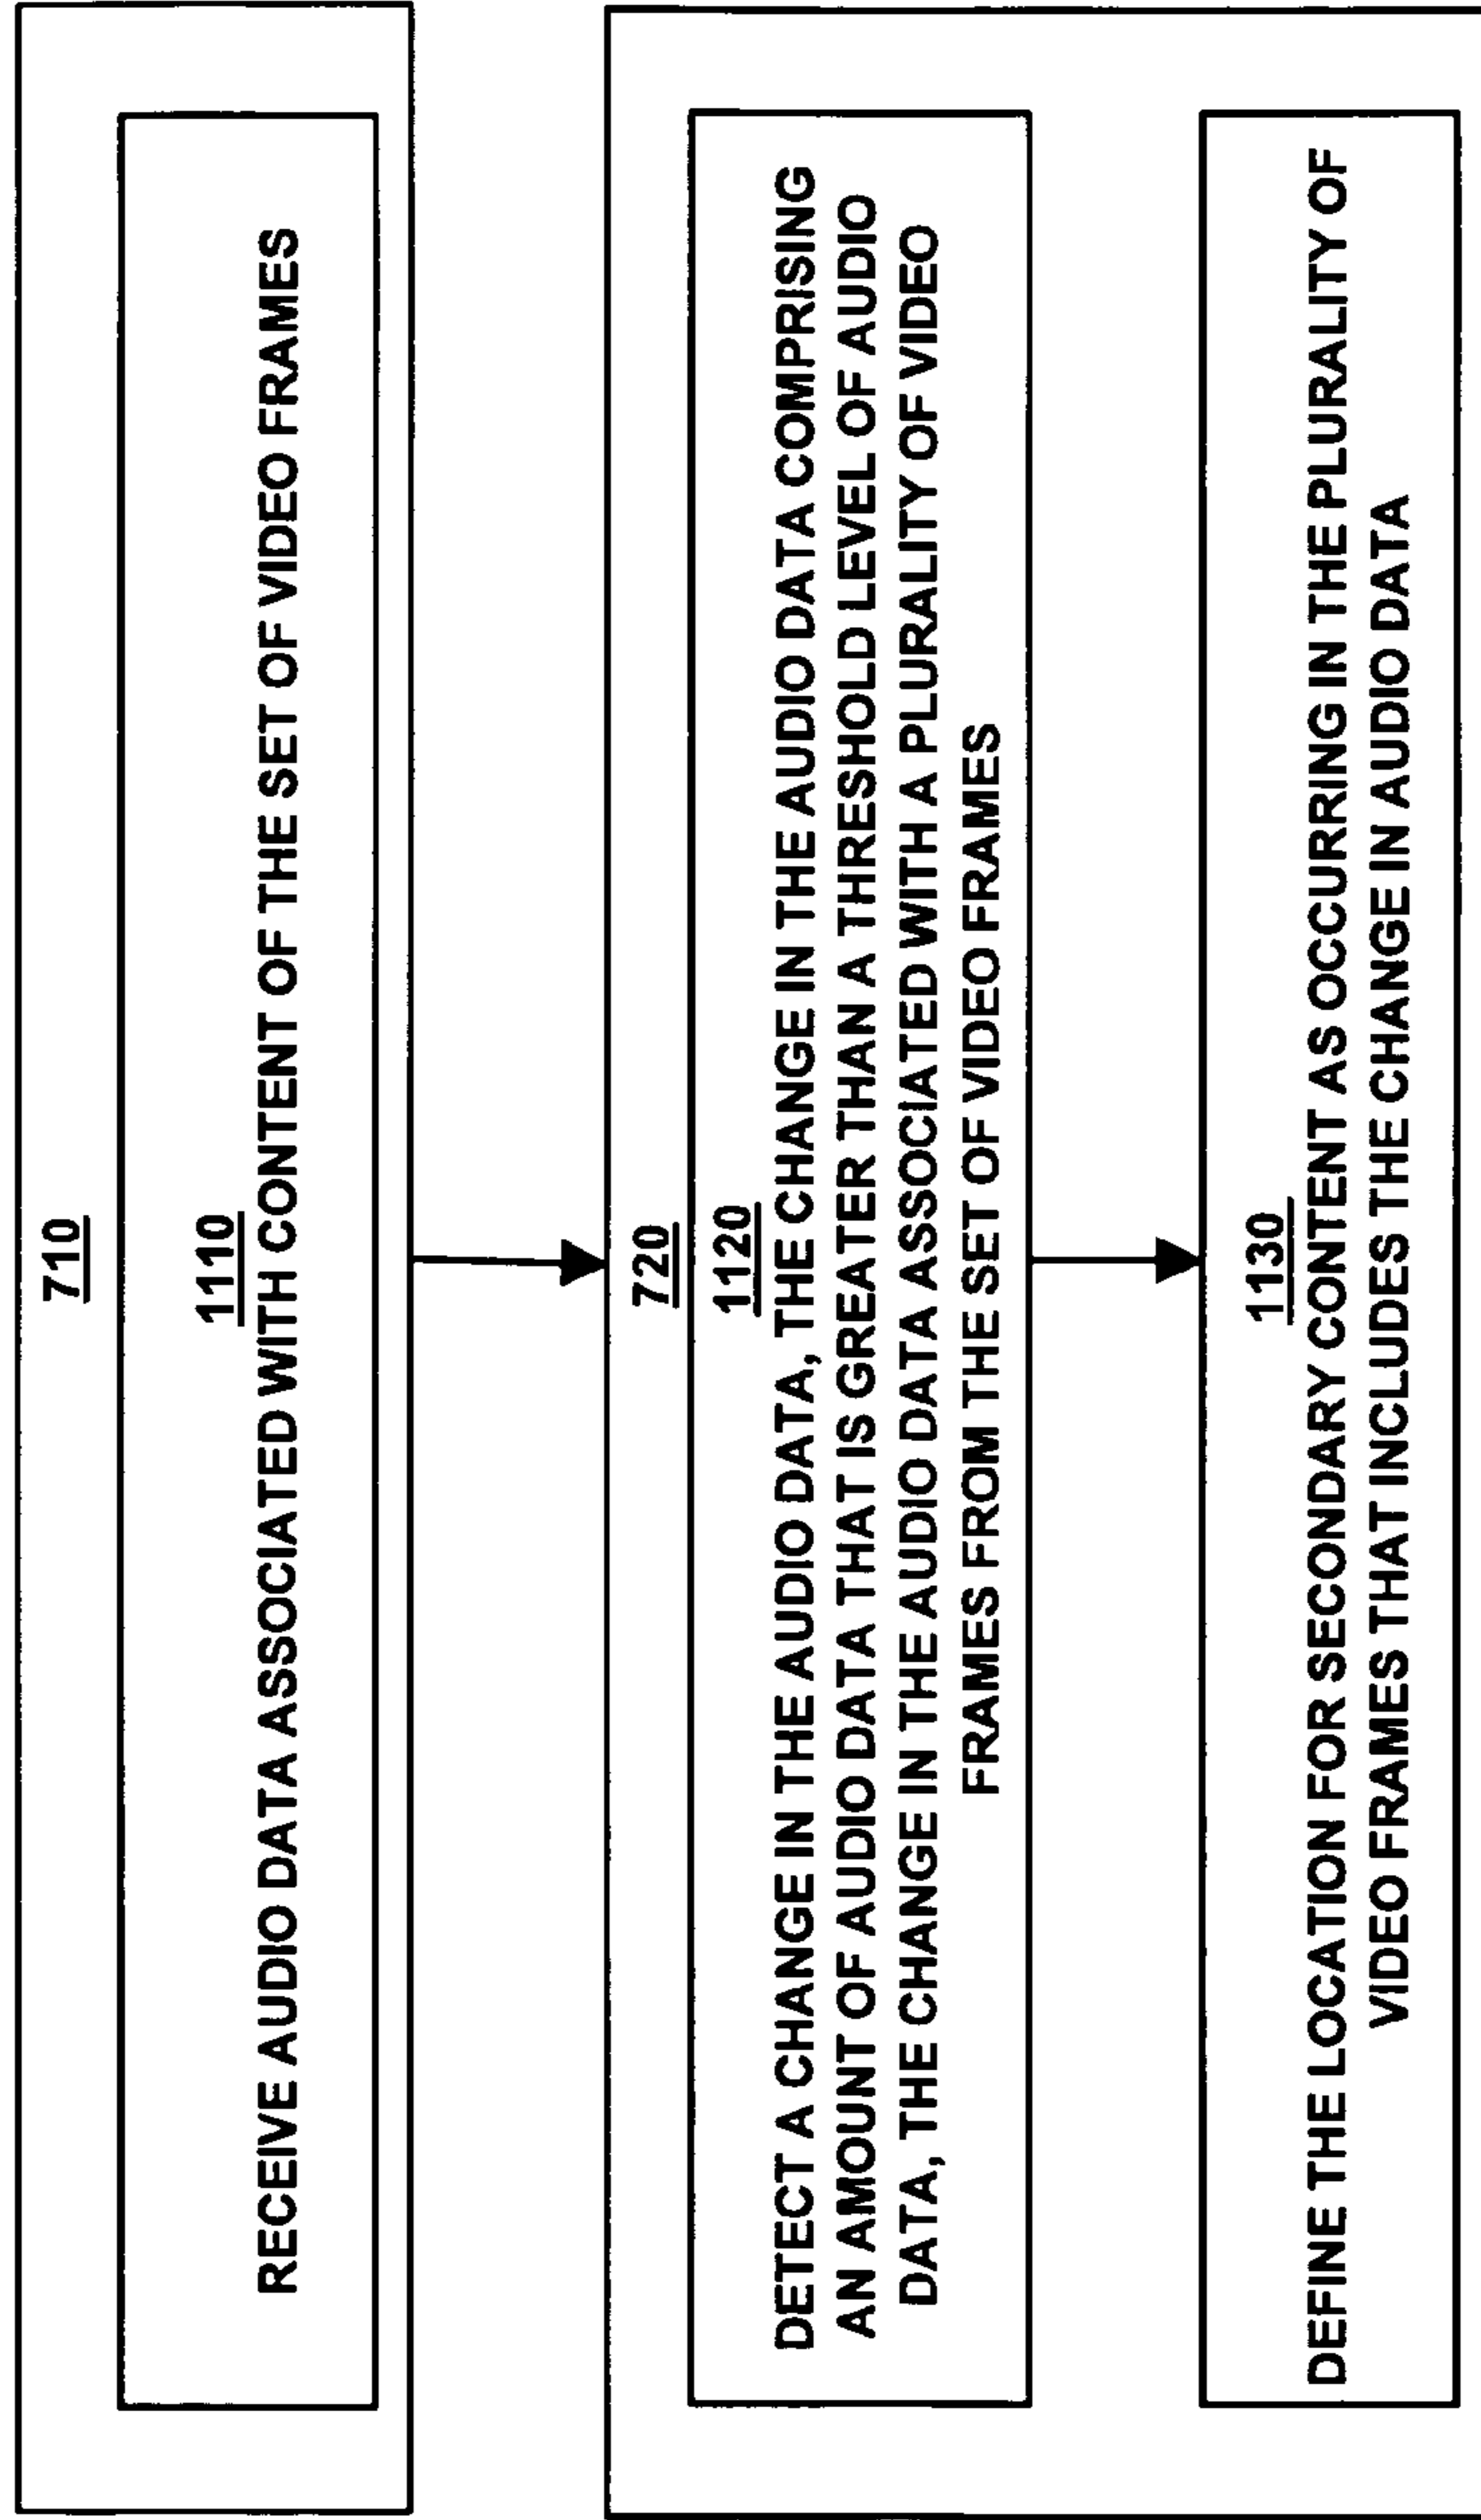 710
1110
RECEIVE AUDIO DATA ASSOCIATED WITH CONTENT OF THE SET OF VIDEO FRAMES
720
1120
DETECT A CHANGE IN THE AUDIO DATA, THE CHANGE IN THE AUDIO DATA COMPRISING
AN AMOUNT OF AUDIO DATA THAT IS GREATER THAN A THRESHOLD LEVEL OF AUDIO
DATA, THE CHANGE IN THE AUDIO DATA ASSOCIATED WITH A PLURALITY OF VIDEO
FRAMES FROM THE SET OF VIDEO FRAMES
1130
DEFINE THE LOCATION FOR SECONDARY CONTENT AS OCCURRING IN THE PLURALITY OF
VIDEO FRAMES THAT INCLUDES THE CHANGE IN AUDIO DATA